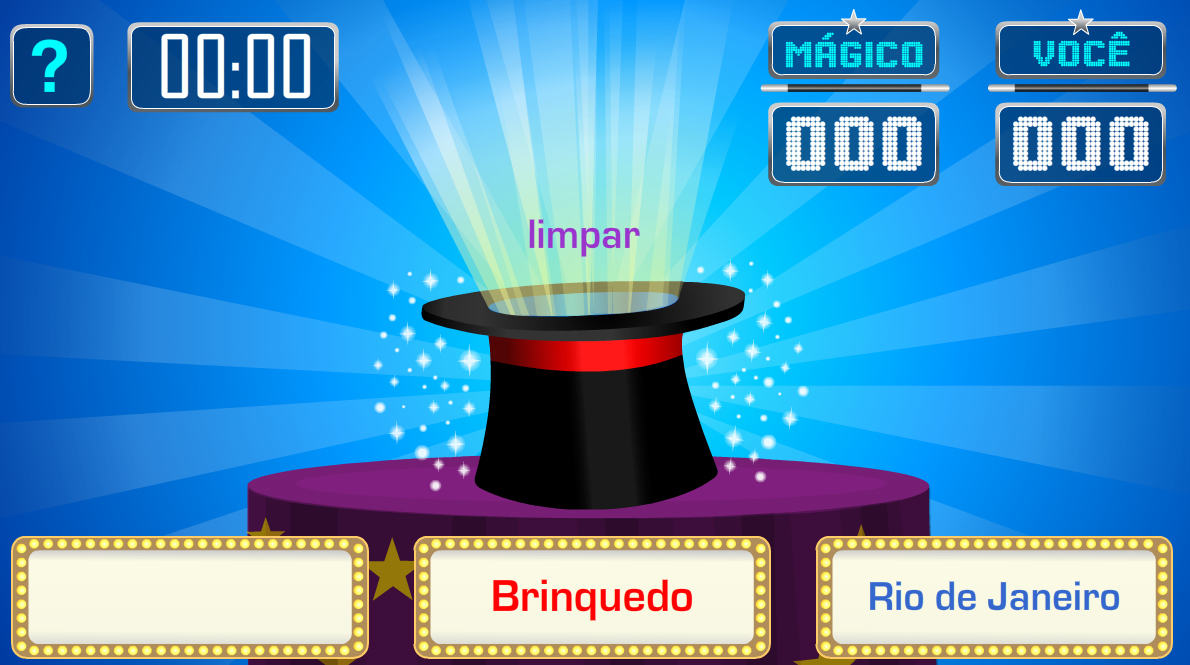 ?
00:00
MÁGICO
VOCÊ
000
000
limpar
Brinquedo
Rio de Janeiro